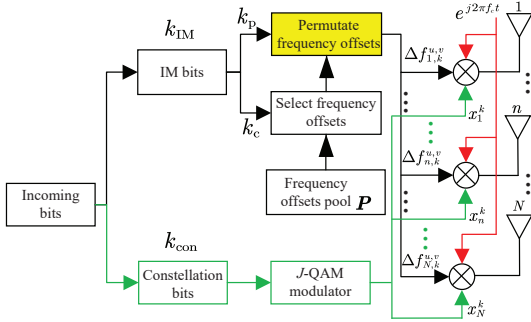 e^{j2πf_c t}
1
k_IM
k_p
Permutate
frequency offsets
Δf^{u,v}_{1,k}
IM bits
k_c
Select frequency
offsets
x^k_1
Δf^{u,v}_{n,k}
n
Incoming
bits
Frequency
offsets pool P
x^k_n
N
k_con
Δf^{u,v}_{N,k}
Constellation
bits
J-QAM
modulator
x^k_N